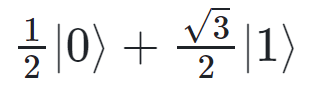 1/2 |0⟩ + √3/2 |1⟩